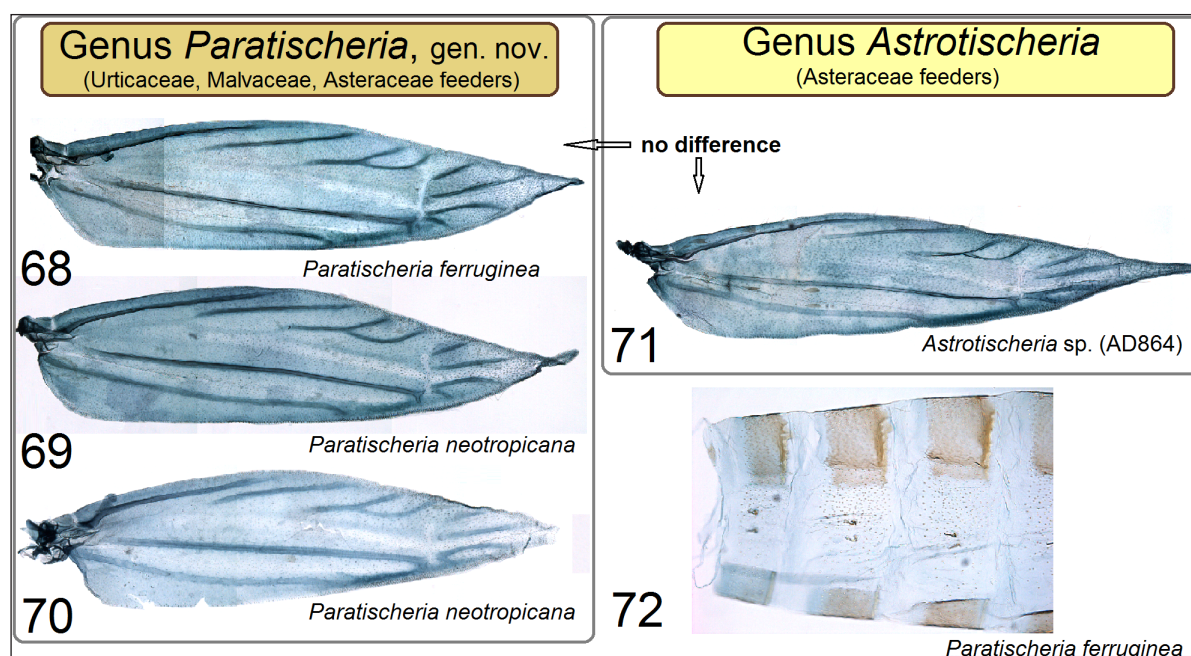 Genus Paratischeria, gen. nov.
(Urticaceae, Malvaceae, Asteraceae feeders)
68
Paratischeria ferruginea
69
Paratischeria neotropicana
70
Paratischeria neotropicana
Genus Astrotischeria
(Asteraceae feeders)
no difference
71
Astrotischeria sp. (AD864)
72
Paratischeria ferruginea